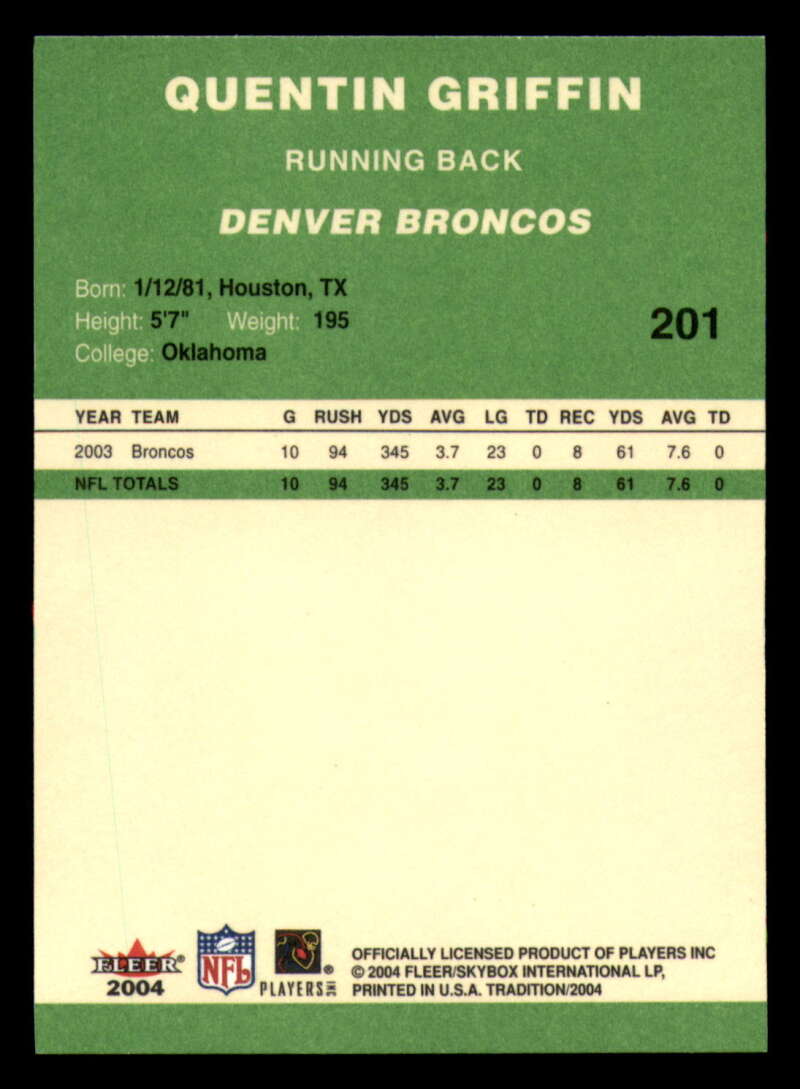 QUENTIN GRIFFIN
RUNNING BACK
DENVER BRONCOS
Born: 1/12/81, Houston, TX
Height: 5'7" Weight: 195
201
College: Oklahoma
YEAR TEAM G RUSH YDS AVG LG TD REC YDS AVG TD
2003 Broncos 10 94 345 3.7 23 0 8 61 7.6 0
NFL TOTALS 10 94 345 3.7 23 0 8 61 7.6 0
FLEER®
2004
NFL
®
PLAYERS INC
OFFICIALLY LICENSED PRODUCT OF PLAYERS INC
© 2004 FLEER/SKYBOX INTERNATIONAL LP,
PRINTED IN U.S.A. TRADITION/2004